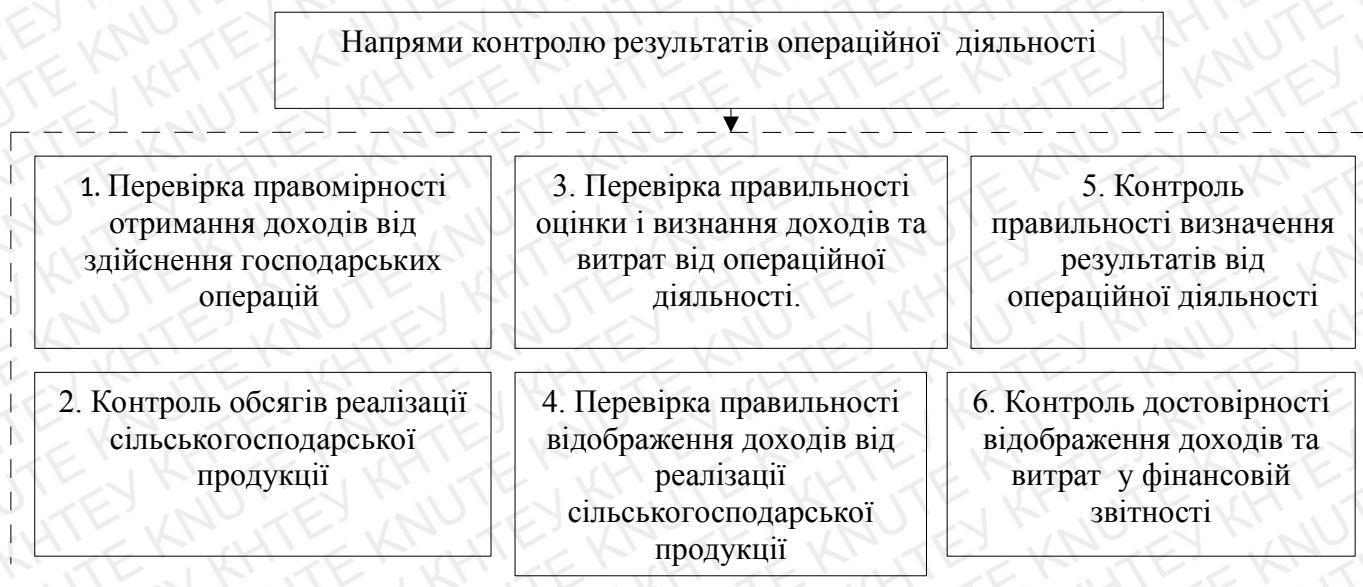 Напрями контролю результатів операційної діяльності
1. Перевірка правомірності
отримання доходів від
здійснення господарських
операцій
2. Контроль обсягів реалізації
сільськогосподарської
продукції
3. Перевірка правильності
оцінки і визнання доходів та
витрат від операційної
діяльності.
4. Перевірка правильності
відображення доходів від
реалізації
сільськогосподарської
продукції
5. Контроль
правильності визначення
результатів від
операційної діяльності
6. Контроль достовірності
відображення доходів та
витрат у фінансовій
звітності